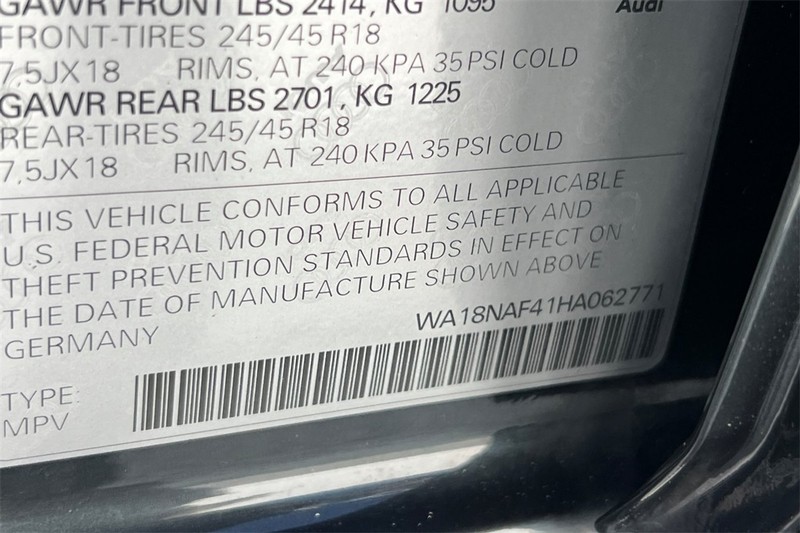 GAWR FRONT LBS 2414, KG 1095 Audi
FRONT-TIRES 245/45 R18
7,5JX18 RIMS, AT 240 KPA 35 PSI COLD
GAWR REAR LBS 2701, KG 1225
REAR-TIRES 245/45 R18
7,5JX18 RIMS, AT 240 KPA 35 PSI COLD
THIS VEHICLE CONFORMS TO ALL APPLICABLE
U.S. FEDERAL MOTOR VEHICLE SAFETY AND
THEFT PREVENTION STANDARDS IN EFFECT ON
THE DATE OF MANUFACTURE SHOWN ABOVE
GERMANY
WA18NAF41HA062771
TYPE:
MPV